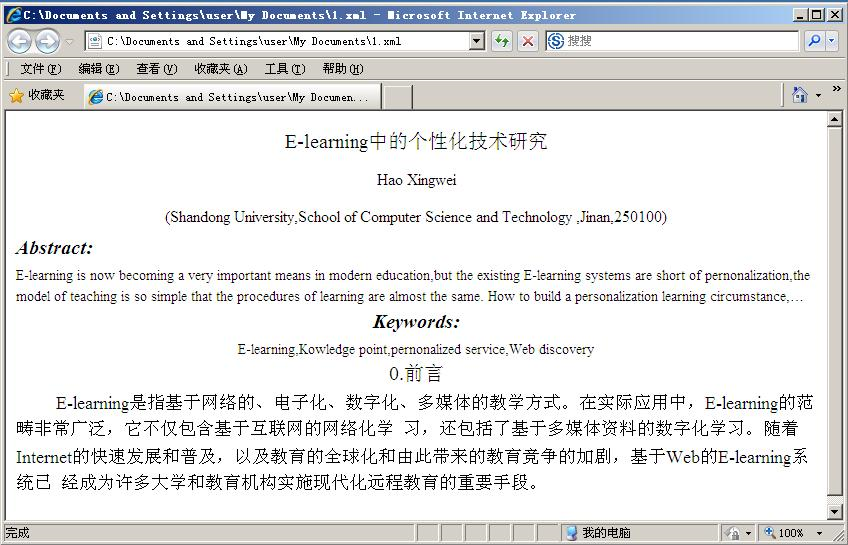 C:\Documents and Settings\user\My Documents\1.xml - Microsoft Internet Explorer
C:\Documents and Settings\user\My Documents\1.xml
搜搜
文件(F) 编辑(E) 查看(V) 收藏夹(A) 工具(T) 帮助(H)
收藏夹 C:\Documents and Settings\user\My Documen...
E-learning中的个性化技术研究
Hao Xingwei
(Shandong University,School of Computer Science and Technology ,Jinan,250100)
Abstract:
E-learning is now becoming a very important means in modern education,but the existing E-learning systems are short of pernonalization,the
model of teaching is so simple that the procedures of learning are almost the same. How to build a personalization learning circumstance,…
Keywords:
E-learning,Kowledge point,pernonalized service,Web discovery
0.前言
E-learning是指基于网络的、电子化、数字化、多媒体的教学方式。在实际应用中，E-learning的范
畴非常广泛，它不仅包含基于互联网的网络化学 习，还包括了基于多媒体资料的数字化学习。随着
Internet的快速发展和普及，以及教育的全球化和由此带来的教育竞争的加剧，基于Web的E-learning系
统已 经成为许多大学和教育机构实施现代化远程教育的重要手段。
完成 我的电脑 100%